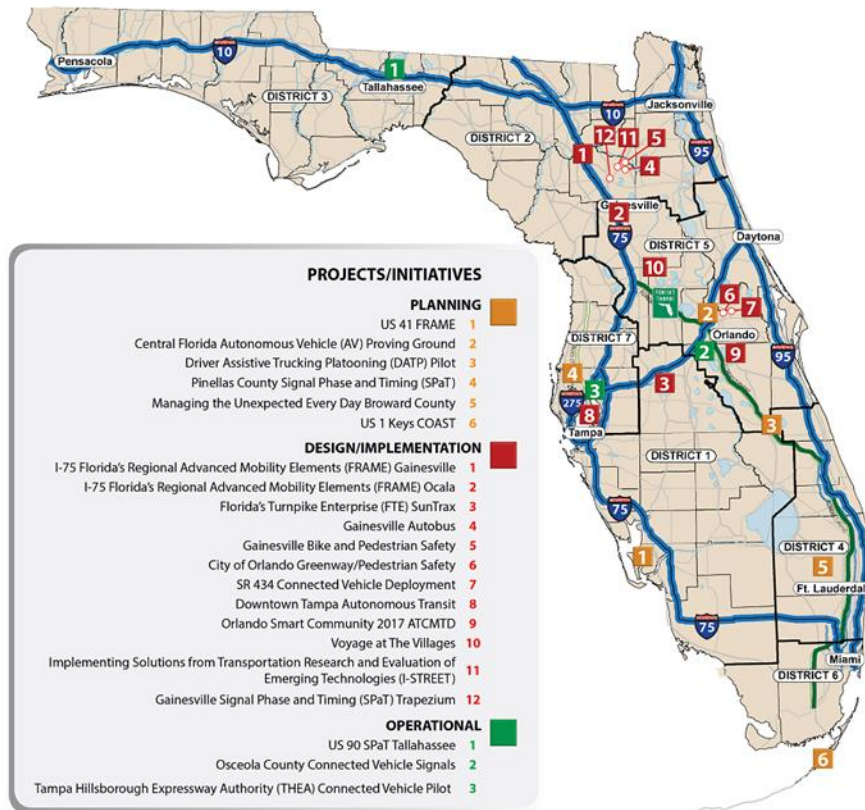 10
Pensacola
1
Tallahassee
DISTRICT 3
Jacksonville
10
DISTRICT 2
12 11 5
1
4
95
Gainesville
2
75
DISTRICT 5
Daytona
10
FLORIDA'S TURNPIKE
6
2
7
DISTRICT 7
Orlando
2
9
95
4
3
3
275
8
3
Tampa
DISTRICT 1
75
DISTRICT 4
1
5
Ft. Lauderdal
75
Miami
DISTRICT 6
6
PROJECTS/INITIATIVES
PLANNING
US 41 FRAME 1
Central Florida Autonomous Vehicle (AV) Proving Ground 2
Driver Assistive Trucking Platooning (DATP) Pilot 3
Pinellas County Signal Phase and Timing (SPaT) 4
Managing the Unexpected Every Day Broward County 5
US 1 Keys COAST 6
DESIGN/IMPLEMENTATION
I-75 Florida's Regional Advanced Mobility Elements (FRAME) Gainesville 1
I-75 Florida's Regional Advanced Mobility Elements (FRAME) Ocala 2
Florida's Turnpike Enterprise (FTE) SunTrax 3
Gainesville Autobus 4
Gainesville Bike and Pedestrian Safety 5
City of Orlando Greenway/Pedestrian Safety 6
SR 434 Connected Vehicle Deployment 7
Downtown Tampa Autonomous Transit 8
Orlando Smart Community 2017 ATCMTD 9
Voyage at The Villages 10
Implementing Solutions from Transportation Research and Evaluation of
Emerging Technologies (I-STREET) 11
Gainesville Signal Phase and Timing (SPaT) Trapezium 12
OPERATIONAL
US 90 SPaT Tallahassee 1
Osceola County Connected Vehicle Signals 2
Tampa Hillsborough Expressway Authority (THEA) Connected Vehicle Pilot 3